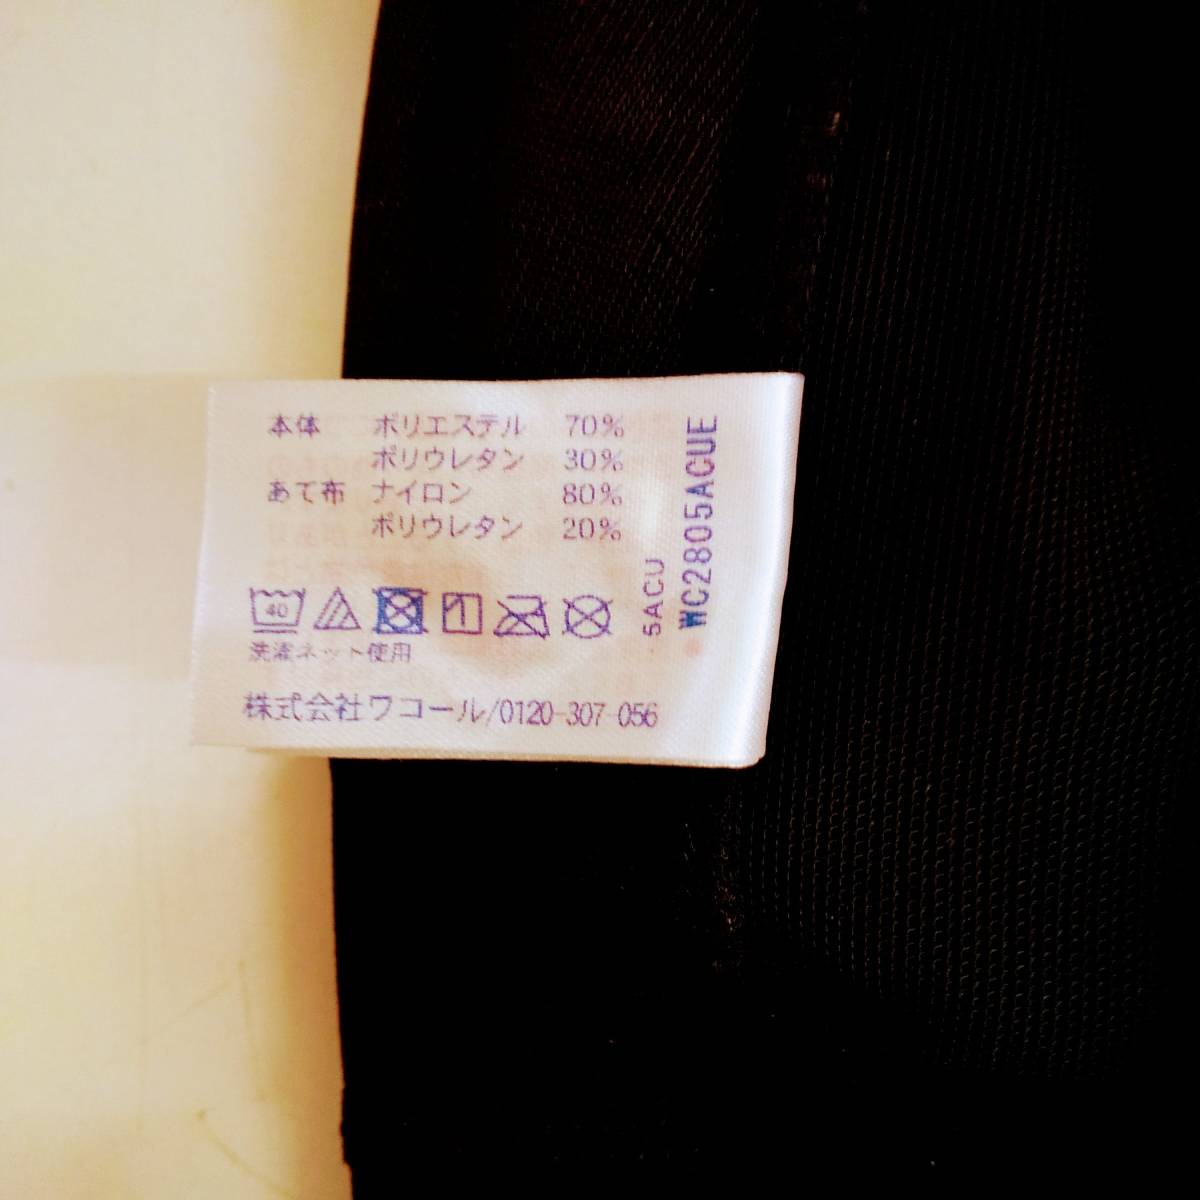 本体 ポリエステル 70%
ポリウレタン 30%
あて布 ナイロン 80%
ポリウレタン 20%
40
洗濯ネット使用
株式会社ワコール/0120-307-056
5ACU
WC2805ACUE